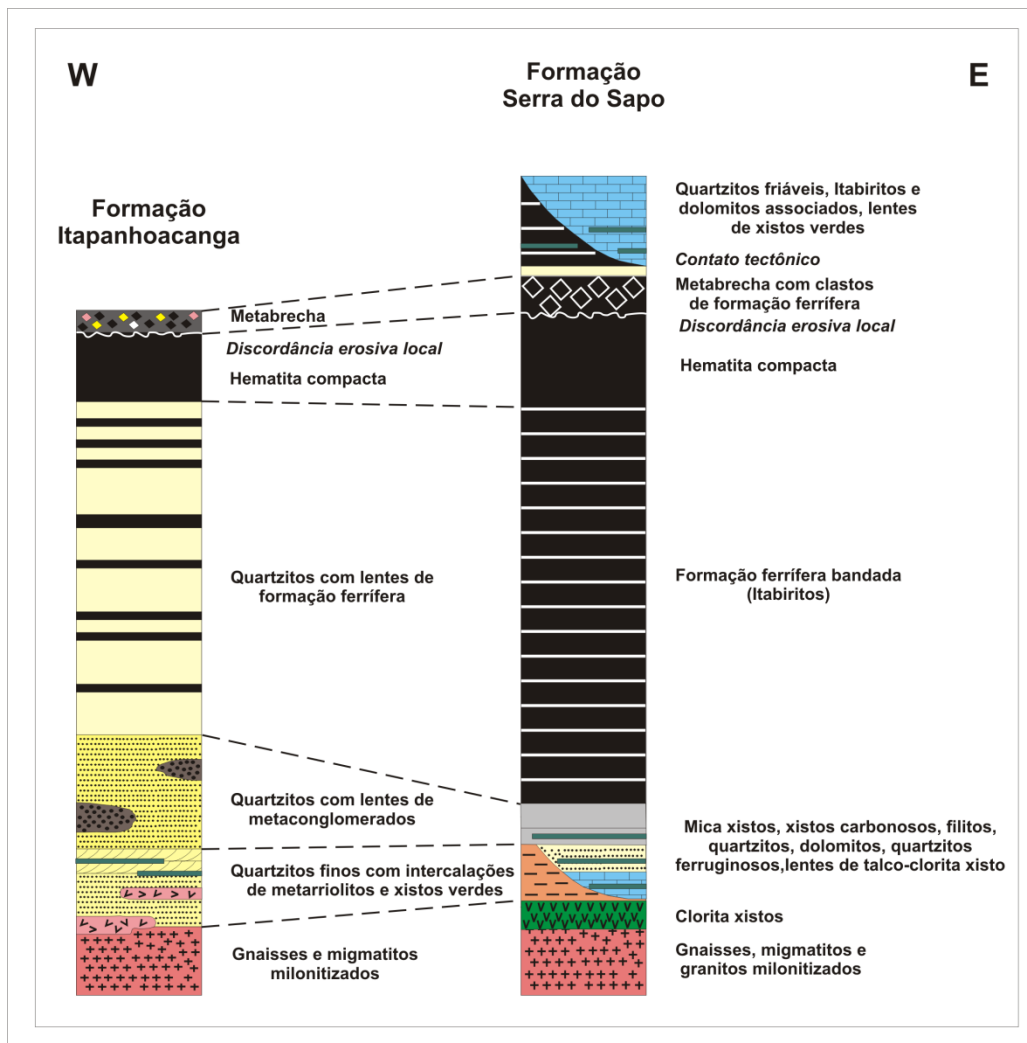 W
E
Formação
Serra do Sapo
Formação
Itapanhoacanga
Metabrecha
Discordância erosiva local
Hematita compacta
Quartzitos com lentes de
formação ferrífera
Quartzitos com lentes de
metaconglomerados
Quartzitos finos com intercalações
de metarriolitos e xistos verdes
Gnaisses e migmatitos
milonitizados
Quartzitos friáveis, Itabiritos e
dolomitos associados, lentes
de xistos verdes
Contato tectônico
Metabrecha com clastos
de formação ferrífera
Discordância erosiva local
Hematita compacta
Formação ferrífera bandada
(Itabiritos)
Mica xistos, xistos carbonosos, filitos,
quartzitos, dolomitos, quartzitos
ferruginosos,lentes de talco-clorita xisto
Clorita xistos
Gnaisses, migmatitos e
granitos milonitizados